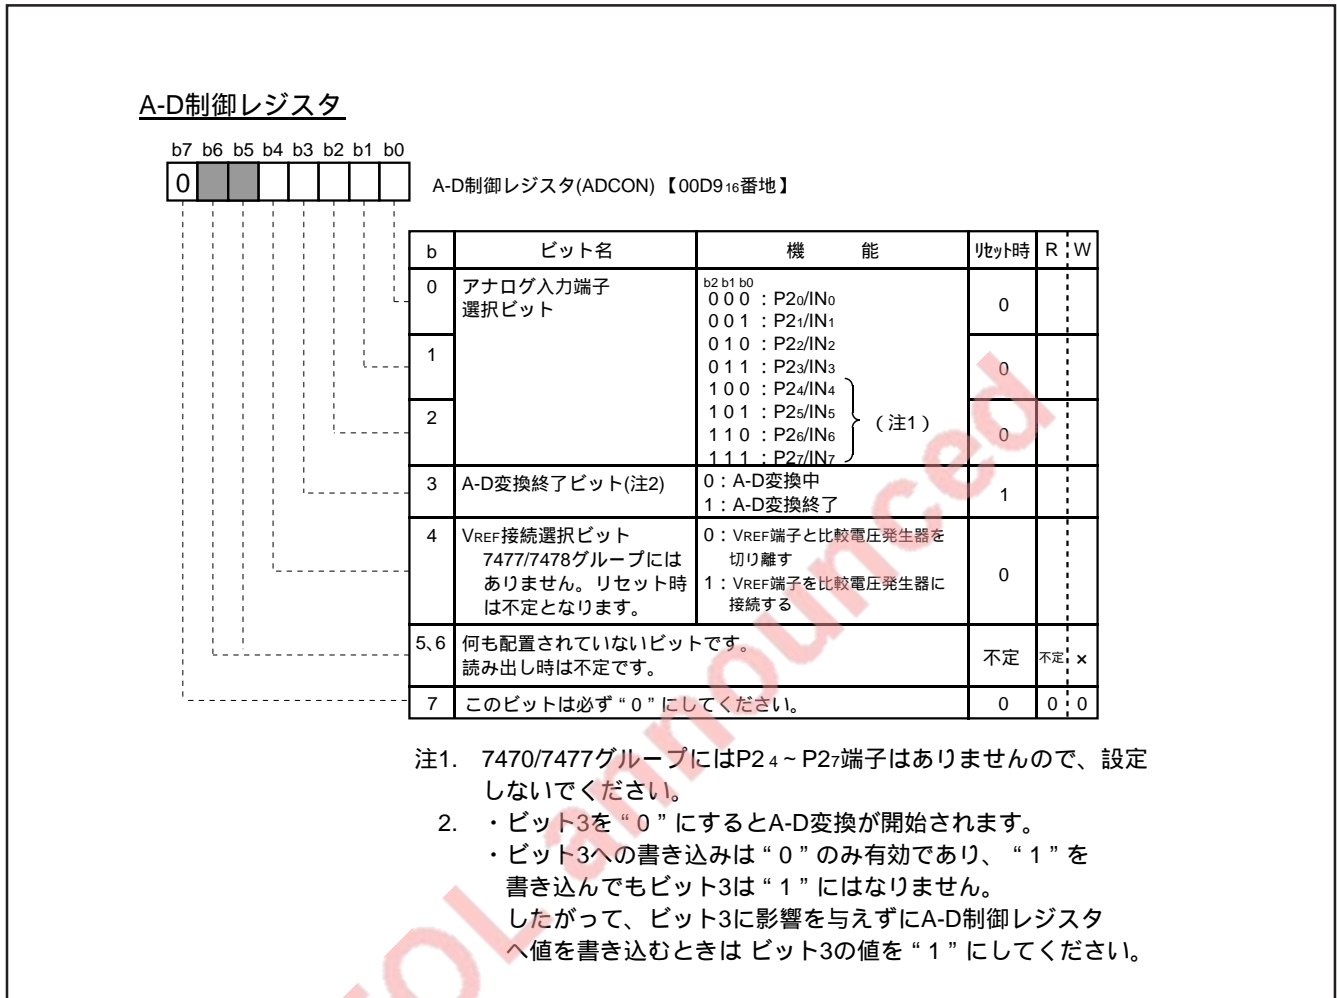 A-D制御レジスタ
b7 b6 b5 b4 b3 b2 b1 b0
0
A-D制御レジスタ(ADCON)【00D916番地】
b ビット名 機 能 リセット時 R W
0 アナログ入力端子
選択ビット
b2 b1 b0
0 0 0 : P20/IN0
0
0 0 1 : P21/IN1
1
0 1 0 : P22/IN2
0 1 1 : P23/IN3
0
1 0 0 : P24/IN4
2
1 0 1 : P25/IN5
(注1)
1 1 0 : P26/IN6
0
1 1 1 : P27/IN7
3 A-D変換終了ビット(注2)
0:A-D変換中
1:A-D変換終了
1
4 VREF接続選択ビット
7477/7478グループには
ありません。リセット時
は不定となります。
0:VREF端子と比較電圧発生器を
切り離す
1:VREF端子を比較電圧発生器に
接続する
0
5、6 何も配置されていないビットです。
読み出し時は不定です。
不定 不定 ×
7 このビットは必ず“0”にしてください。 0 0 0
注1. 7470/7477グループにはP24~P27端子はありませんので、設定
しないでください。
2. ・ビット3を“0”にするとA-D変換が開始されます。
・ビット3への書き込みは“0”のみ有効であり、“1”を
書き込んでもビット3は“1”にはなりません。
したがって、ビット3に影響を与えずにA-D制御レジスタ
へ値を書き込むときは ビット3の値を“1”にしてください。
OL announced